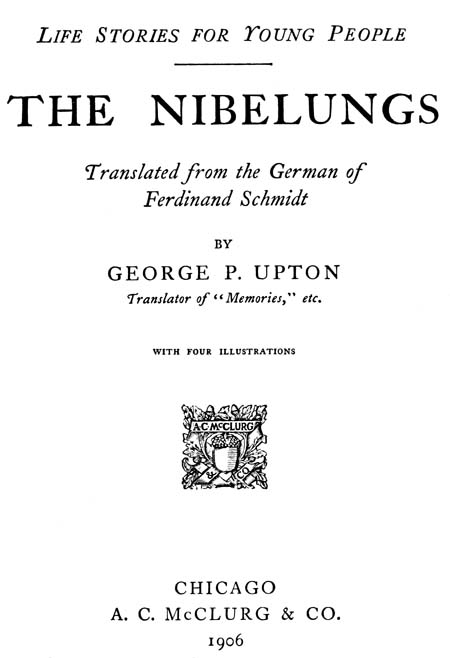 LIFE STORIES FOR YOUNG PEOPLE
THE NIBELUNGS
Translated from the German of
Ferdinand Schmidt
BY
GEORGE P. UPTON
Translator of “Memories,” etc.
WITH FOUR ILLUSTRATIONS
A·C·McCLURG
& CO
CHICAGO
A. C. McCLURG & CO.
1906